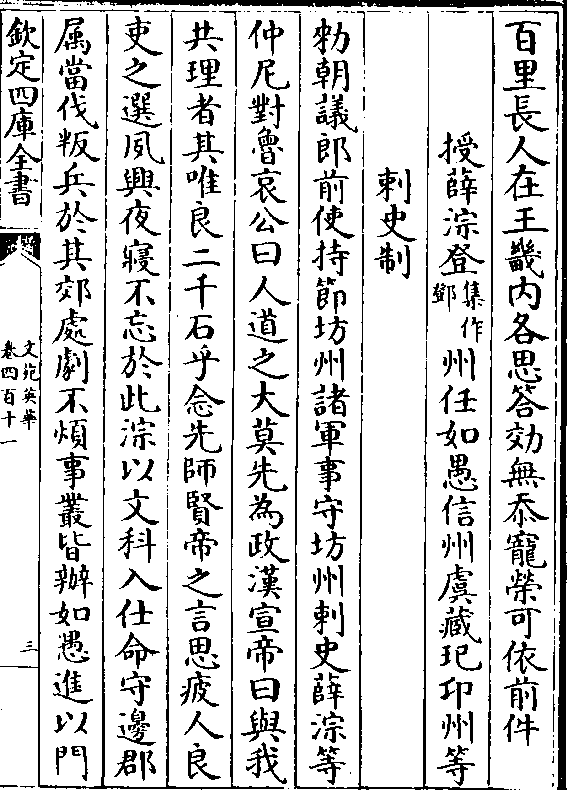 百里長人在王畿内各思答効無忝寵榮可依前件
授薛淙登集作鄧州任如愚信州虞藏玘邛州等
刺史制
勑朝議郎前使持節坊州諸軍事守坊州刺史薛淙等
仲尼對魯哀公曰人道之大莫先為政漢宣帝曰與我
共理者其唯良二千石乎念先師賢帝之言思疲人良
吏之選夙興夜寢不忘於此淙以文科入仕命守邊郡
属當伐叛兵於其郊處劇不煩事叢皆辦如愚進以門
欽定四庫全書
文苑英華
卷四百十一
三